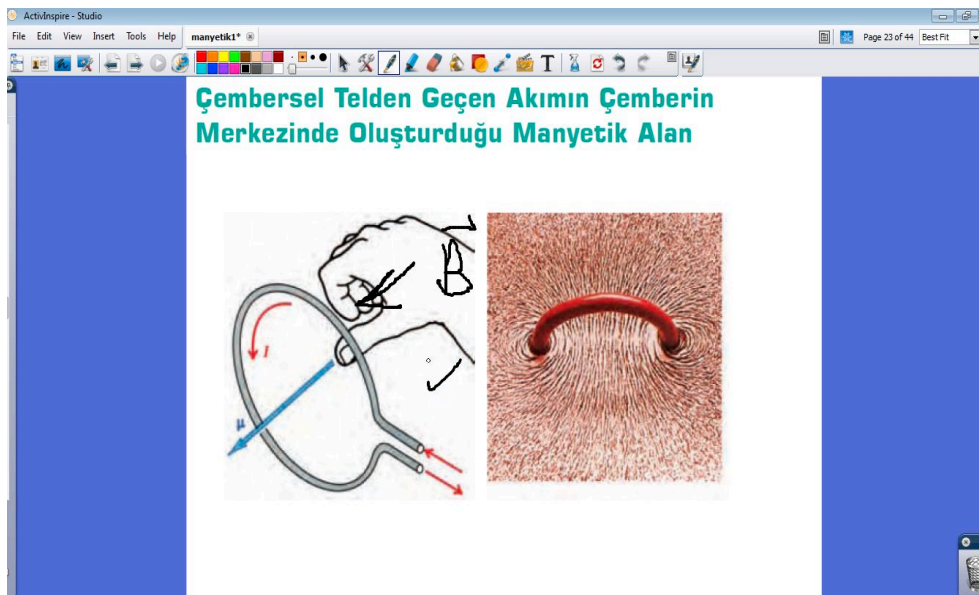 ActivInspire - Studio
File Edit View Insert Tools Help manyetik1*
Page 23 of 44 Best Fit
T
Çembersel Telden Geçen Akımın Çemberin
Merkezinde Oluşturduğu Manyetik Alan
B
I
μ